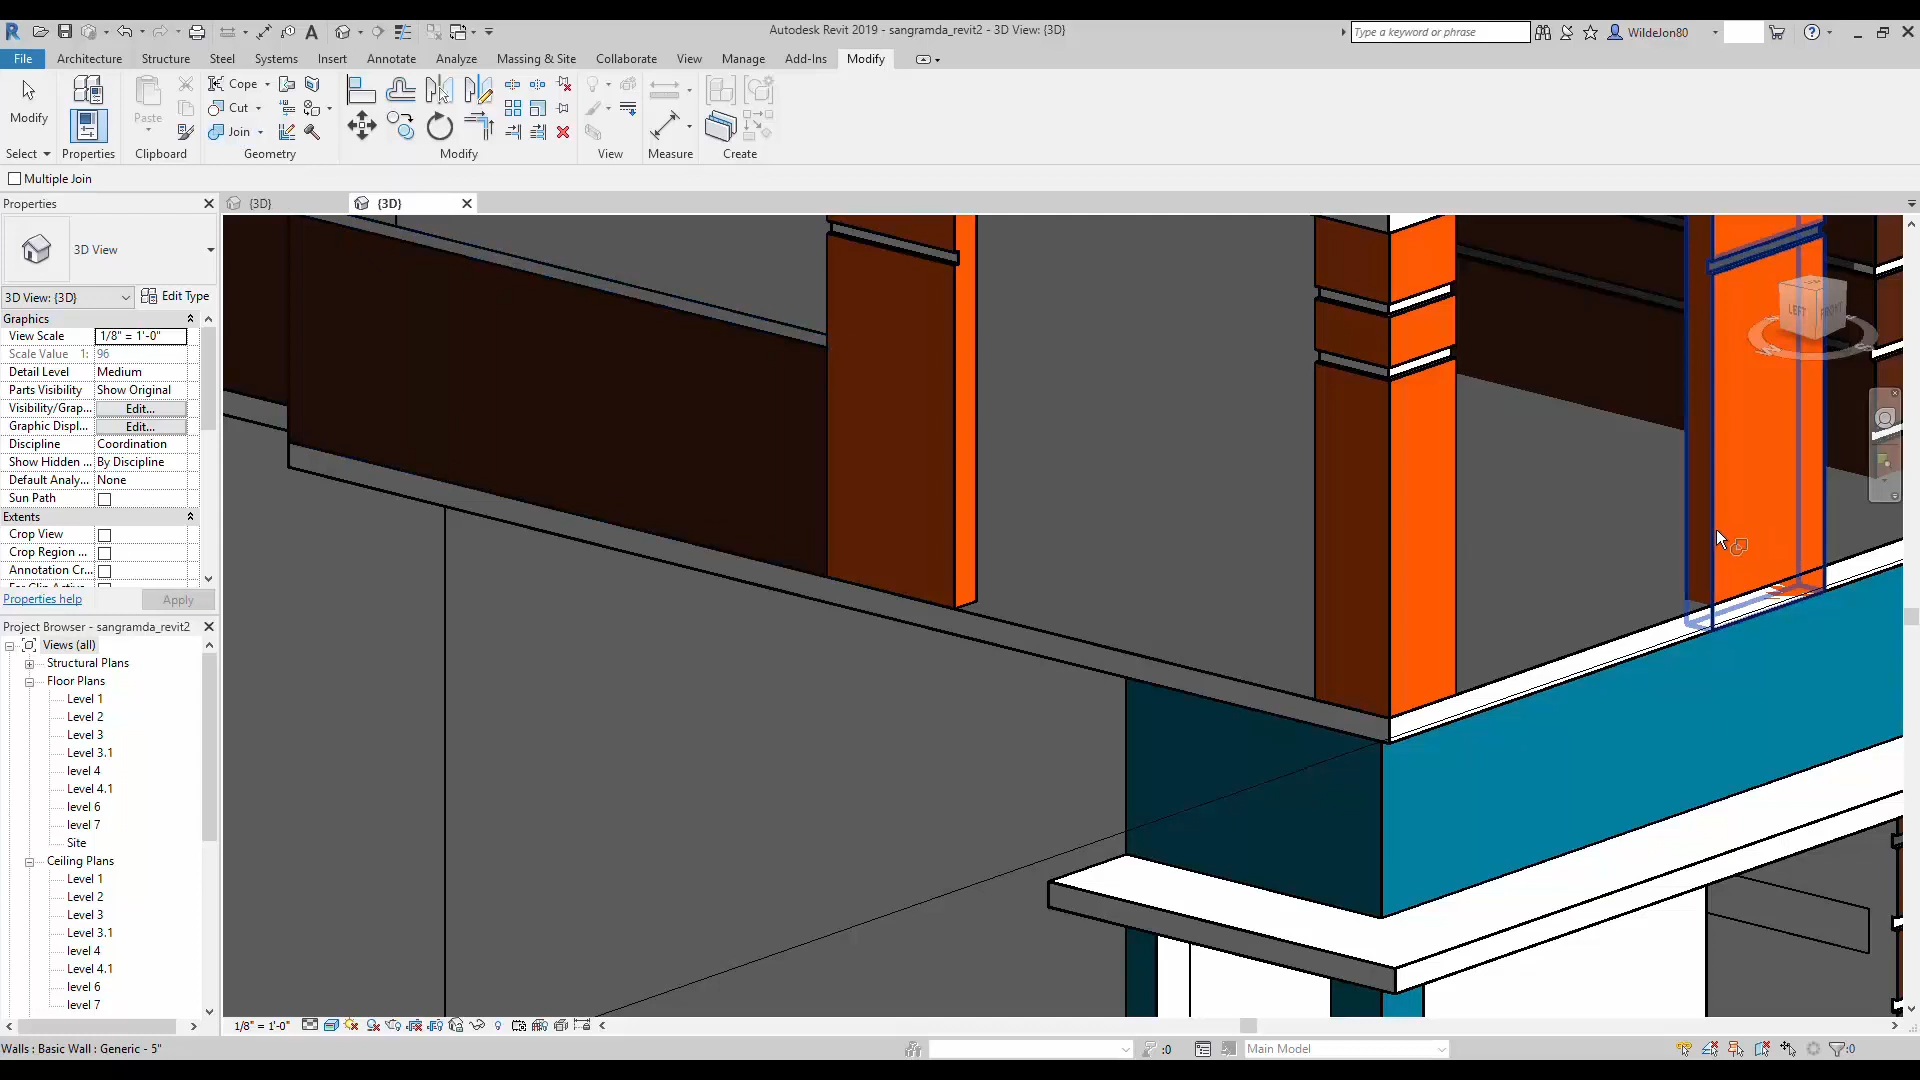 Autodesk Revit 2019 - sangramda_revit2 - 3D View: {3D}
Type a keyword or phrase
WildeJon80
File
Architecture
Structure
Steel
Systems
Insert
Annotate
Analyze
Massing & Site
Collaborate
View
Manage
Add-Ins
Modify
Modify
Paste
Cope
Cut
Join
Select
Properties
Clipboard
Geometry
Modify
View
Measure
Create
Multiple Join
Properties
{3D}
{3D}
3D View
3D View: {3D}
Edit Type
Graphics
View Scale
1/8" = 1'-0"
Scale Value 1:
96
Detail Level
Medium
Parts Visibility
Show Original
Visibility/Grap...
Edit...
Graphic Displ...
Edit...
Discipline
Coordination
Show Hidden ...
By Discipline
Default Analy...
None
Sun Path
Extents
Crop View
Crop Region ...
Annotation Cr...
Properties help
Apply
Project Browser - sangramda_revit2
Views (all)
Structural Plans
Floor Plans
Level 1
Level 2
Level 3
Level 3.1
level 4
Level 4.1
level 6
level 7
Site
Ceiling Plans
Level 1
Level 2
Level 3
Level 3.1
level 4
Level 4.1
level 6
level 7
LEFT
FRONT
1/8" = 1'-0"
Walls : Basic Wall : Generic - 5"
:0
Main Model
:0